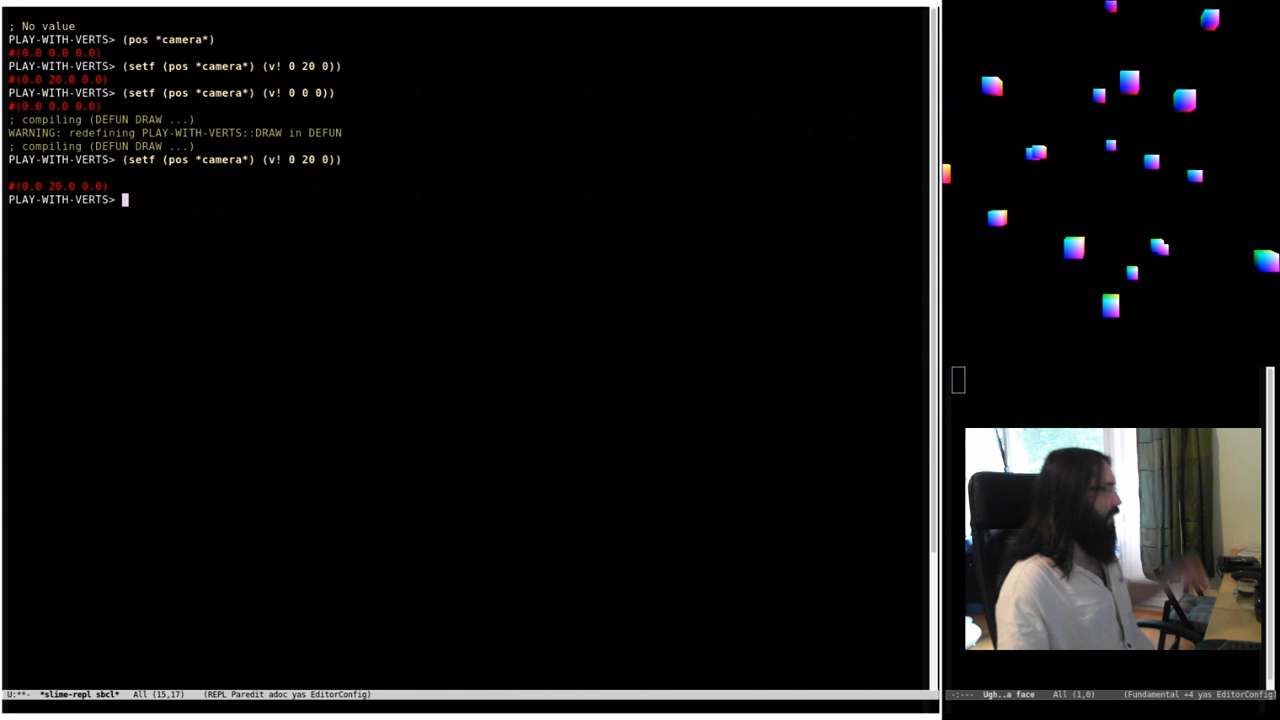 ; No value
PLAY-WITH-VERTS> (pos *camera*)
#(0.0 0.0 0.0)
PLAY-WITH-VERTS> (setf (pos *camera*) (v! 0 20 0))
#(0.0 20.0 0.0)
PLAY-WITH-VERTS> (setf (pos *camera*) (v! 0 0 0))
#(0.0 0.0 0.0)
; compiling (DEFUN DRAW ...)
WARNING: redefining PLAY-WITH-VERTS::DRAW in DEFUN
; compiling (DEFUN DRAW ...)
PLAY-WITH-VERTS> (setf (pos *camera*) (v! 0 20 0))
#(0.0 20.0 0.0)
PLAY-WITH-VERTS>
U:**- *slime-repl sbcl* All (15,17) (REPL Paredit adoc yas EditorConfig)
-:--- Ugh..a face All (1,0) (Fundamental +4 yas EditorConfig)